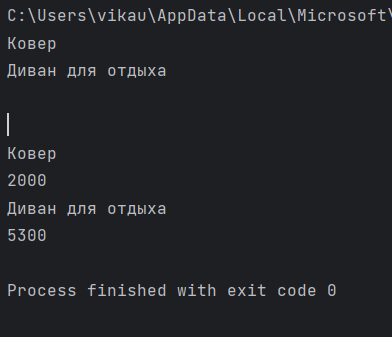 C:\Users\vikau\AppData\Local\Microsoft\
Ковер
Диван для отдыха
Ковер
2000
Диван для отдыха
5300
Process finished with exit code 0